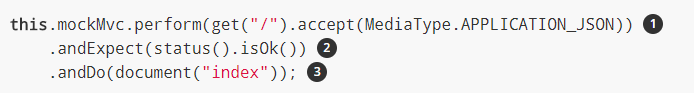 this.mockMvc.perform(get("/").accept(MediaType.APPLICATION_JSON)) 1
.andExpect(status().isOk()) 2
.andDo(document("index")); 3